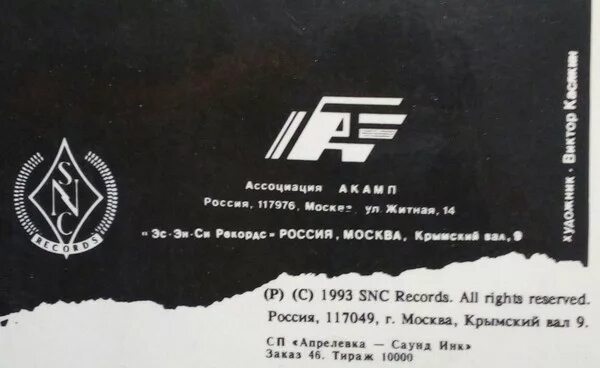 SNC
RECORDS
А
Ассоциация АКАМП
Россия, 117976, Москва, ул. Житная, 14
«Эс-Эн-Си Рекордс» РОССИЯ, МОСКВА, Крымский вал, 9
(P) (C) 1993 SNC Records. All rights reserved.
Россия, 117049, г. Москва, Крымский вал 9.
СП «Апрелевка — Саунд Инк»
Заказ 46. Тираж 10000
Художник · Виктор Касякин